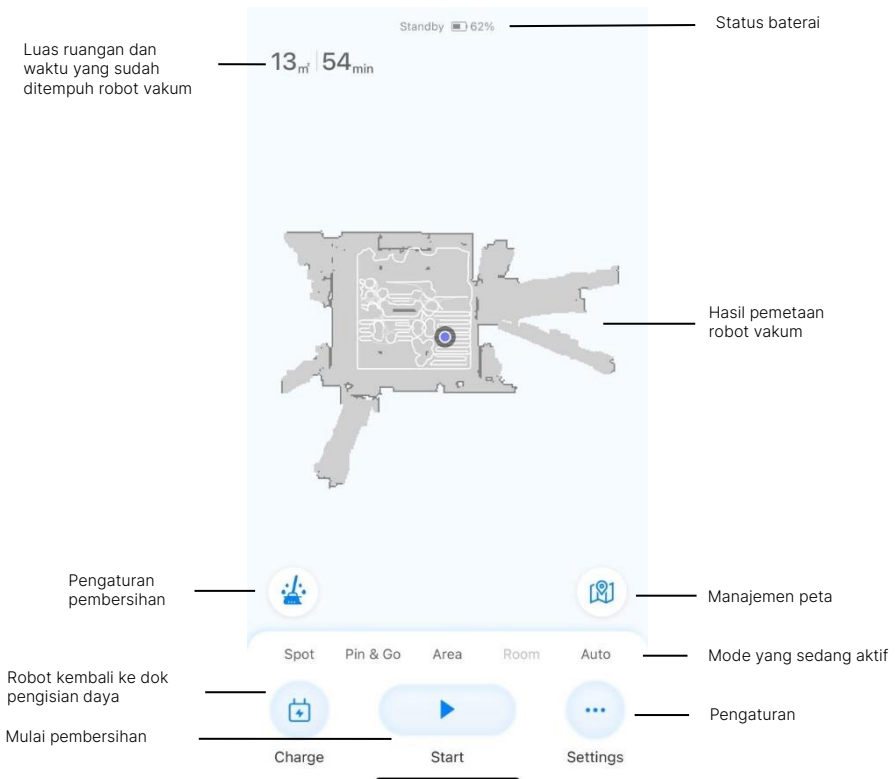 Standby 62%
Status baterai
Luas ruangan dan
waktu yang sudah
ditempuh robot vakum
13㎡ 54min
Hasil pemetaan
robot vakum
Pengaturan
pembersihan
Manajemen peta
Spot Pin & Go Area Room Auto
Mode yang sedang aktif
Robot kembali ke dok
pengisian daya
Pengaturan
Mulai pembersihan
Charge Start Settings